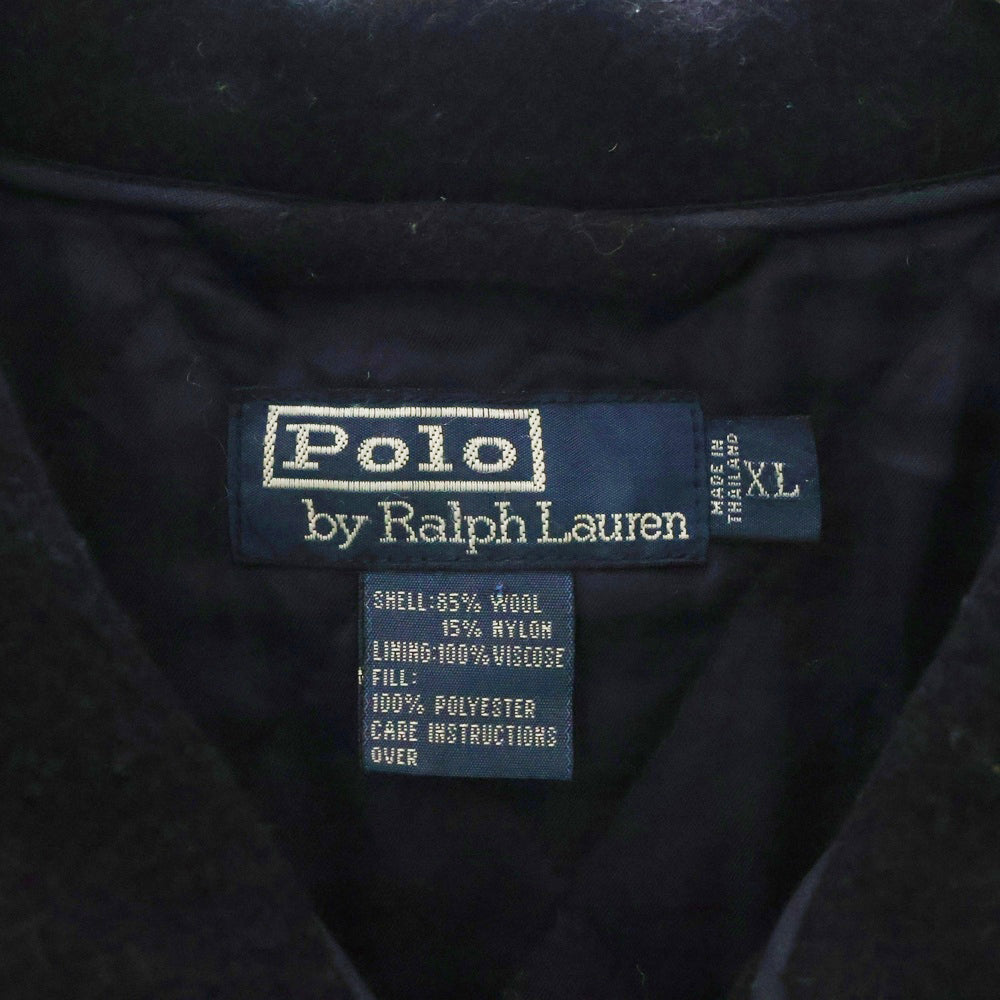 Polo
by Ralph Lauren
MADE IN
THAILAND
XL
SHELL:85% WOOL
15% NYLON
LINING:100% VISCOSE
FILL:
100% POLYESTER
CARE INSTRUCTIONS
OVER